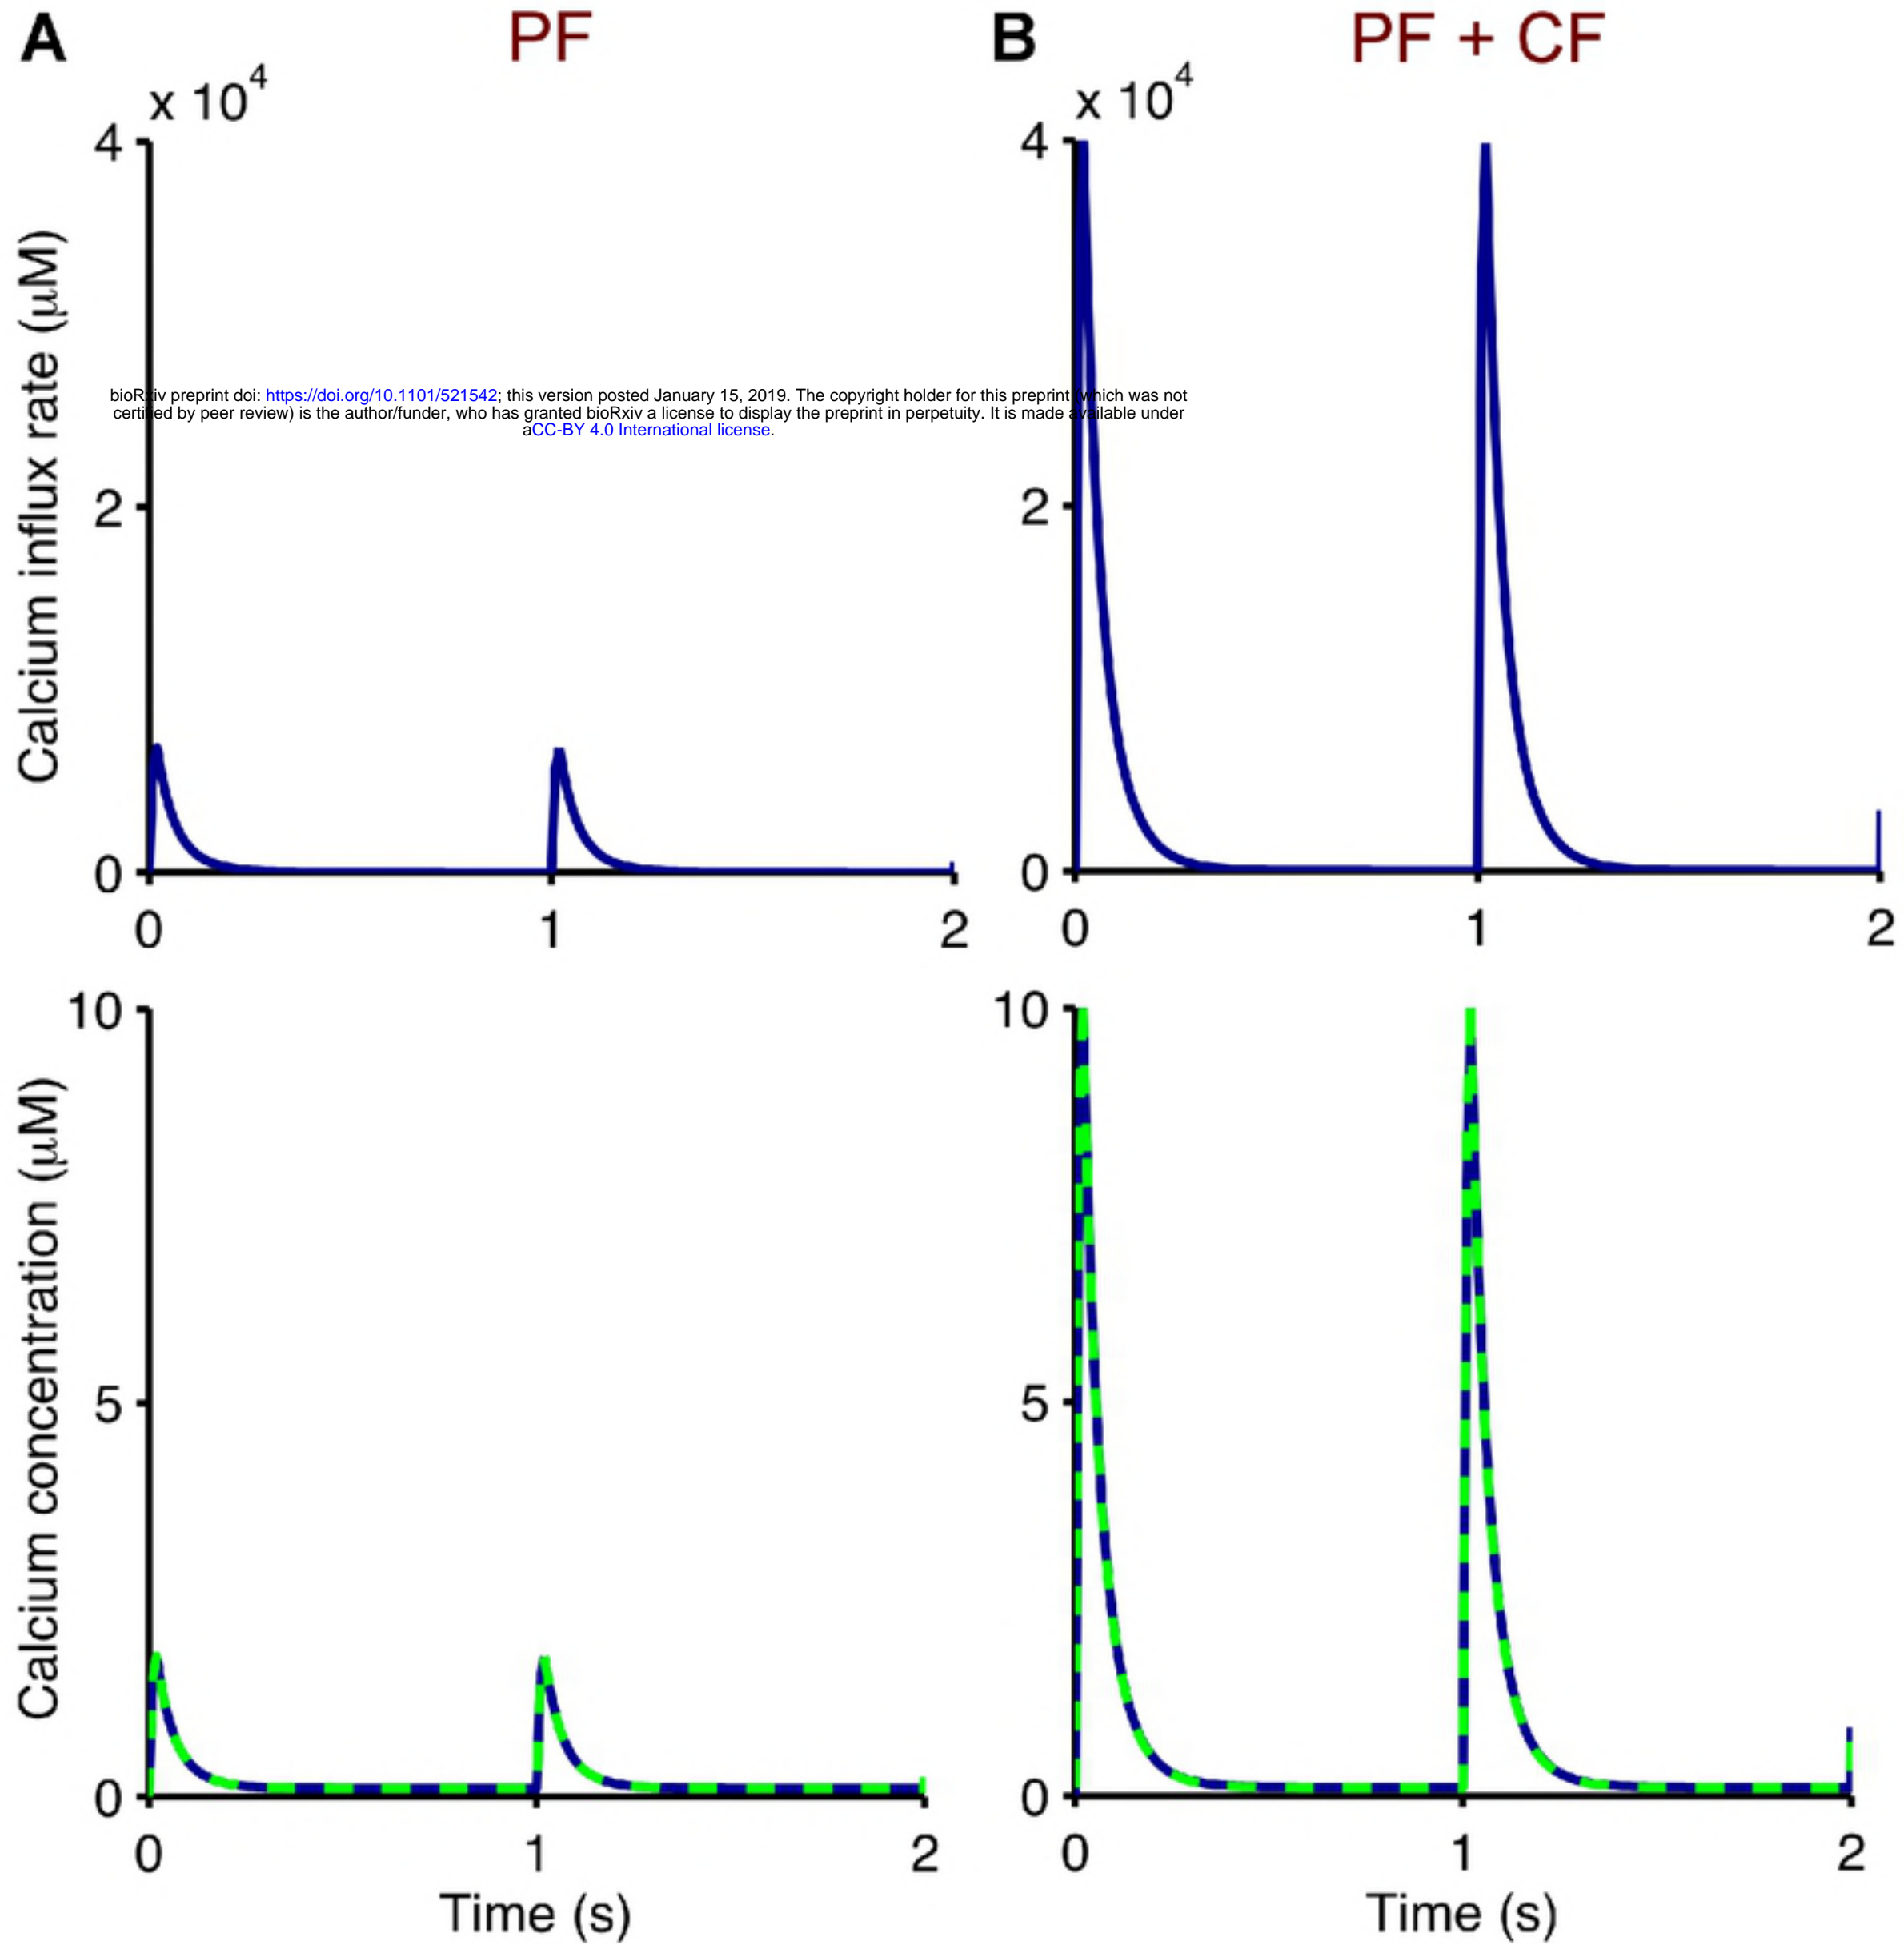 A
PF
B
PF + CF
x 10^4
x 10^4
4
2
0
Calcium influx rate (μM)
0
1
2
4
2
0
0
1
2
bioRxiv preprint doi: https://doi.org/10.1101/521542; this version posted January 15, 2019. The copyright holder for this preprint (which was not
certified by peer review) is the author/funder, who has granted bioRxiv a license to display the preprint in perpetuity. It is made available under
aCC-BY 4.0 International license.
10
5
0
Calcium concentration (μM)
0
1
2
Time (s)
10
5
0
0
1
2
Time (s)